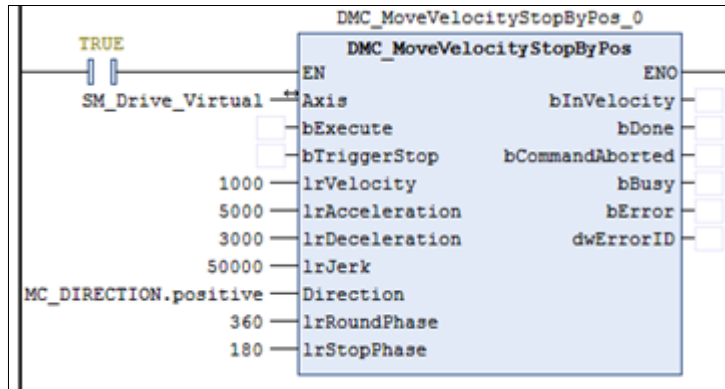 DMC_MoveVelocityStopByPos_0
TRUE
DMC_MoveVelocityStopByPos
EN ENO
SM_Drive_Virtual Axis bInVelocity
bExecute bDone
bTriggerStop bCommandAborted
1000 lrVelocity bBusy
5000 lrAcceleration bError
3000 lrDeceleration dwErrorID
50000 lrJerk
MC_DIRECTION.positive Direction
360 lrRoundPhase
180 lrStopPhase